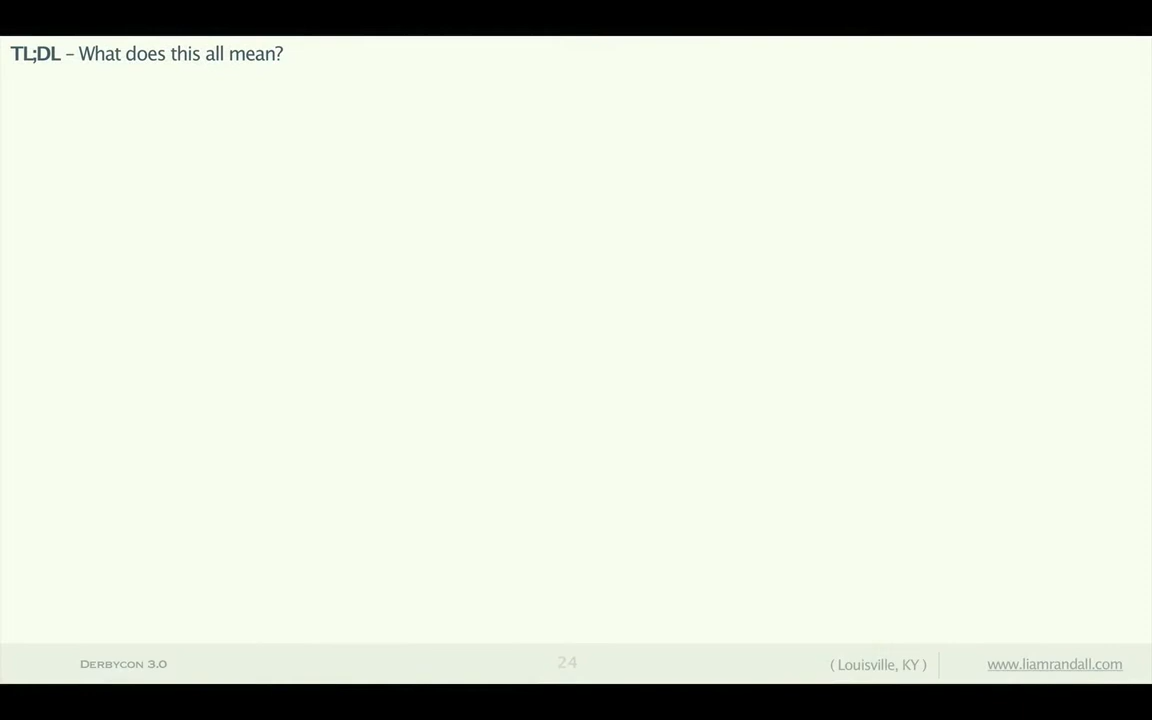 TL;DL – What does this all mean?
DERBYCON 3.0
24
( Louisville, KY )
www.liamrandall.com